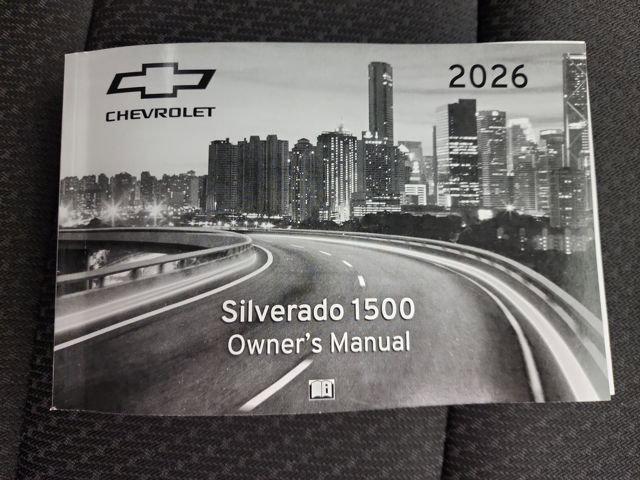 2026
CHEVROLET
Silverado 1500
Owner's Manual